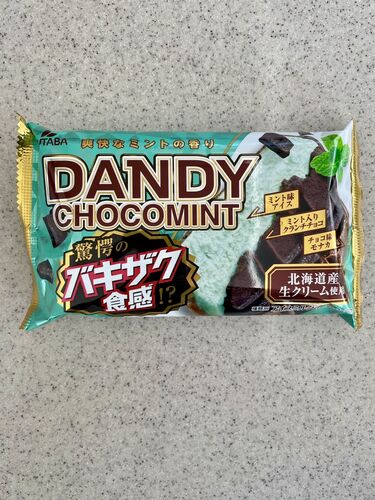 ITABA
爽快なミントの香り
DANDY
CHOCOMINT
ミント味
アイス
ミント入り
クランチチョコ
チョコ味
モナカ
驚愕の
バキザク
食感!?
北海道産
生クリーム使用